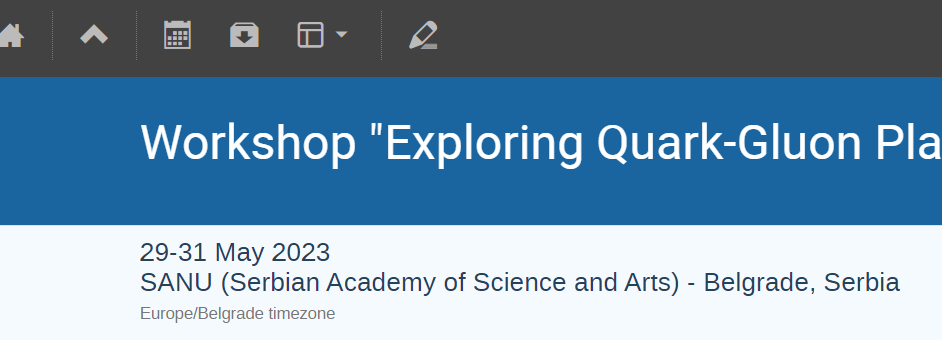 Workshop "Exploring Quark-Gluon Pla
29-31 May 2023
SANU (Serbian Academy of Science and Arts) - Belgrade, Serbia
Europe/Belgrade timezone